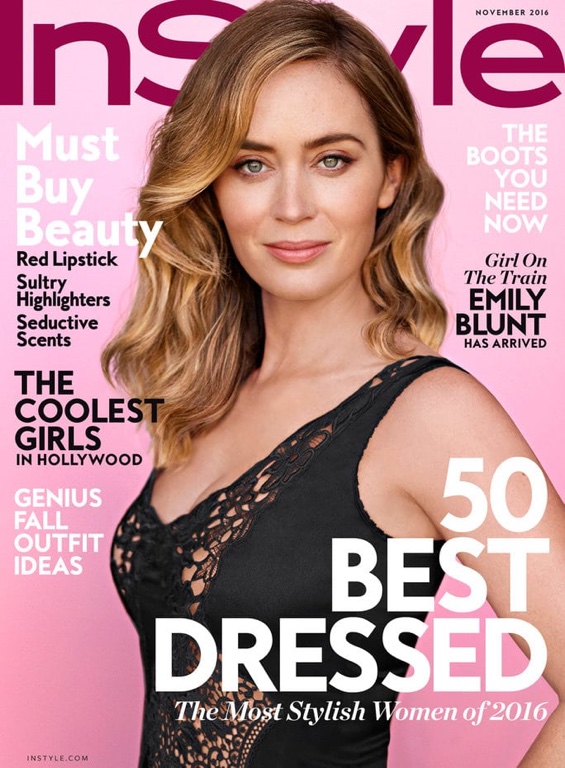 InStyle
NOVEMBER 2016
Must
Buy
Beauty
Red Lipstick
Sultry
Highlighters
Seductive
Scents
THE
COOLEST
GIRLS
IN HOLLYWOOD
GENIUS
FALL
OUTFIT
IDEAS
THE
BOOTS
YOU
NEED
NOW
Girl On
The Train
EMILY
BLUNT
HAS ARRIVED
50
BEST
DRESSED
The Most Stylish Women of 2016
INSTYLE.COM